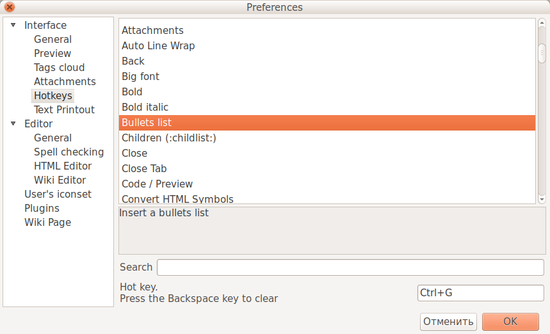 Preferences
Interface
General
Preview
Tags cloud
Attachments
Hotkeys
Text Printout
Editor
General
Spell checking
HTML Editor
Wiki Editor
User's iconset
Plugins
Wiki Page
Attachments
Auto Line Wrap
Back
Big font
Bold
Bold italic
Bullets list
Children (:childlist:)
Close
Close Tab
Code / Preview
Convert HTML Symbols
Insert a bullets list
Search
Hot key.
Press the Backspace key to clear
Ctrl+G
Отменить
OK